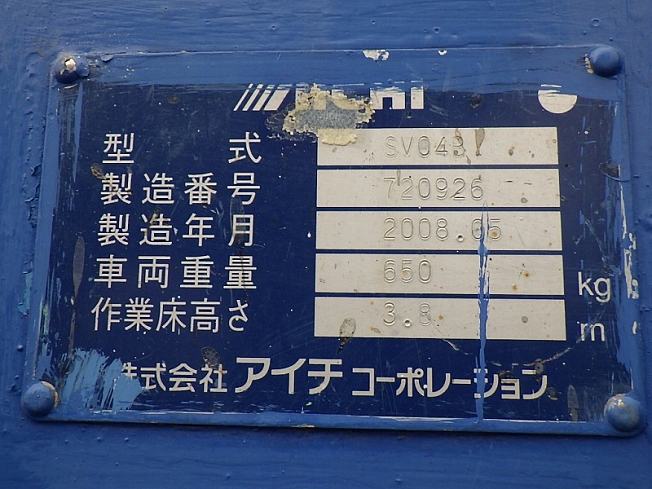 型式 SV04B
製造番号 720926
製造年月 2008.05
車両重量 650 kg
作業床高さ 3.8 m
株式会社 アイチ コーポレーション